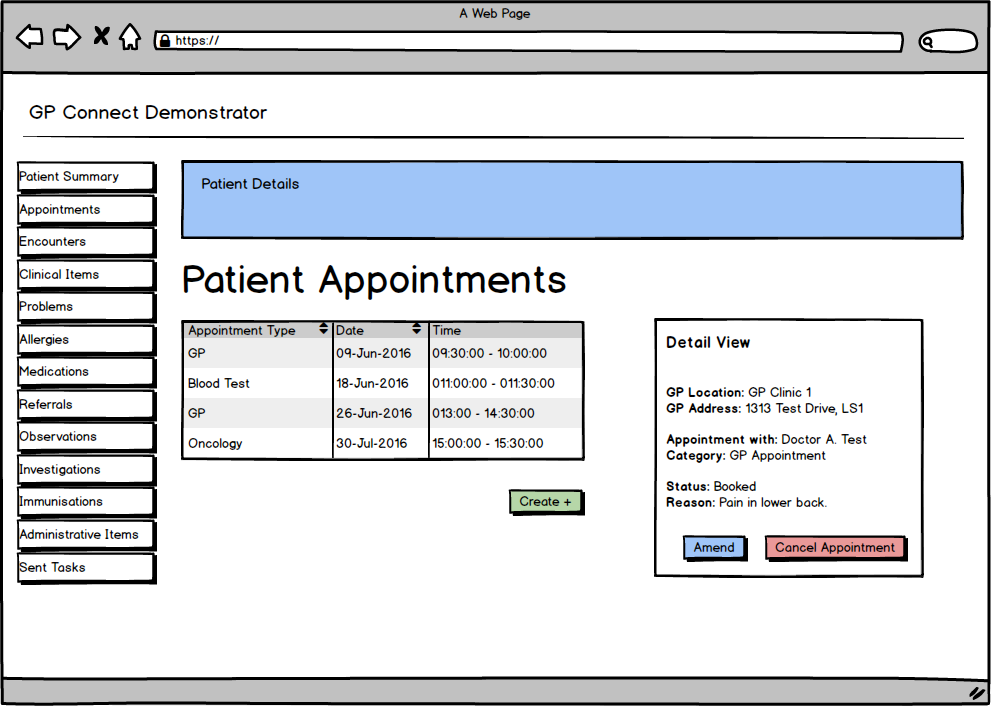 A Web Page
https://
GP Connect Demonstrator
Patient Summary
Appointments
Encounters
Clinical Items
Problems
Allergies
Medications
Referrals
Observations
Investigations
Immunisations
Administrative Items
Sent Tasks
Patient Details
Patient Appointments
Appointment Type Date Time
GP 09-Jun-2016 09:30:00 - 10:00:00
Blood Test 18-Jun-2016 011:00:00 - 011:30:00
GP 26-Jun-2016 013:00 - 14:30:00
Oncology 30-Jul-2016 15:00:00 - 15:30:00
Create +
Detail View
GP Location: GP Clinic 1
GP Address: 1313 Test Drive, LS1
Appointment with: Doctor A. Test
Category: GP Appointment
Status: Booked
Reason: Pain in lower back.
Amend Cancel Appointment